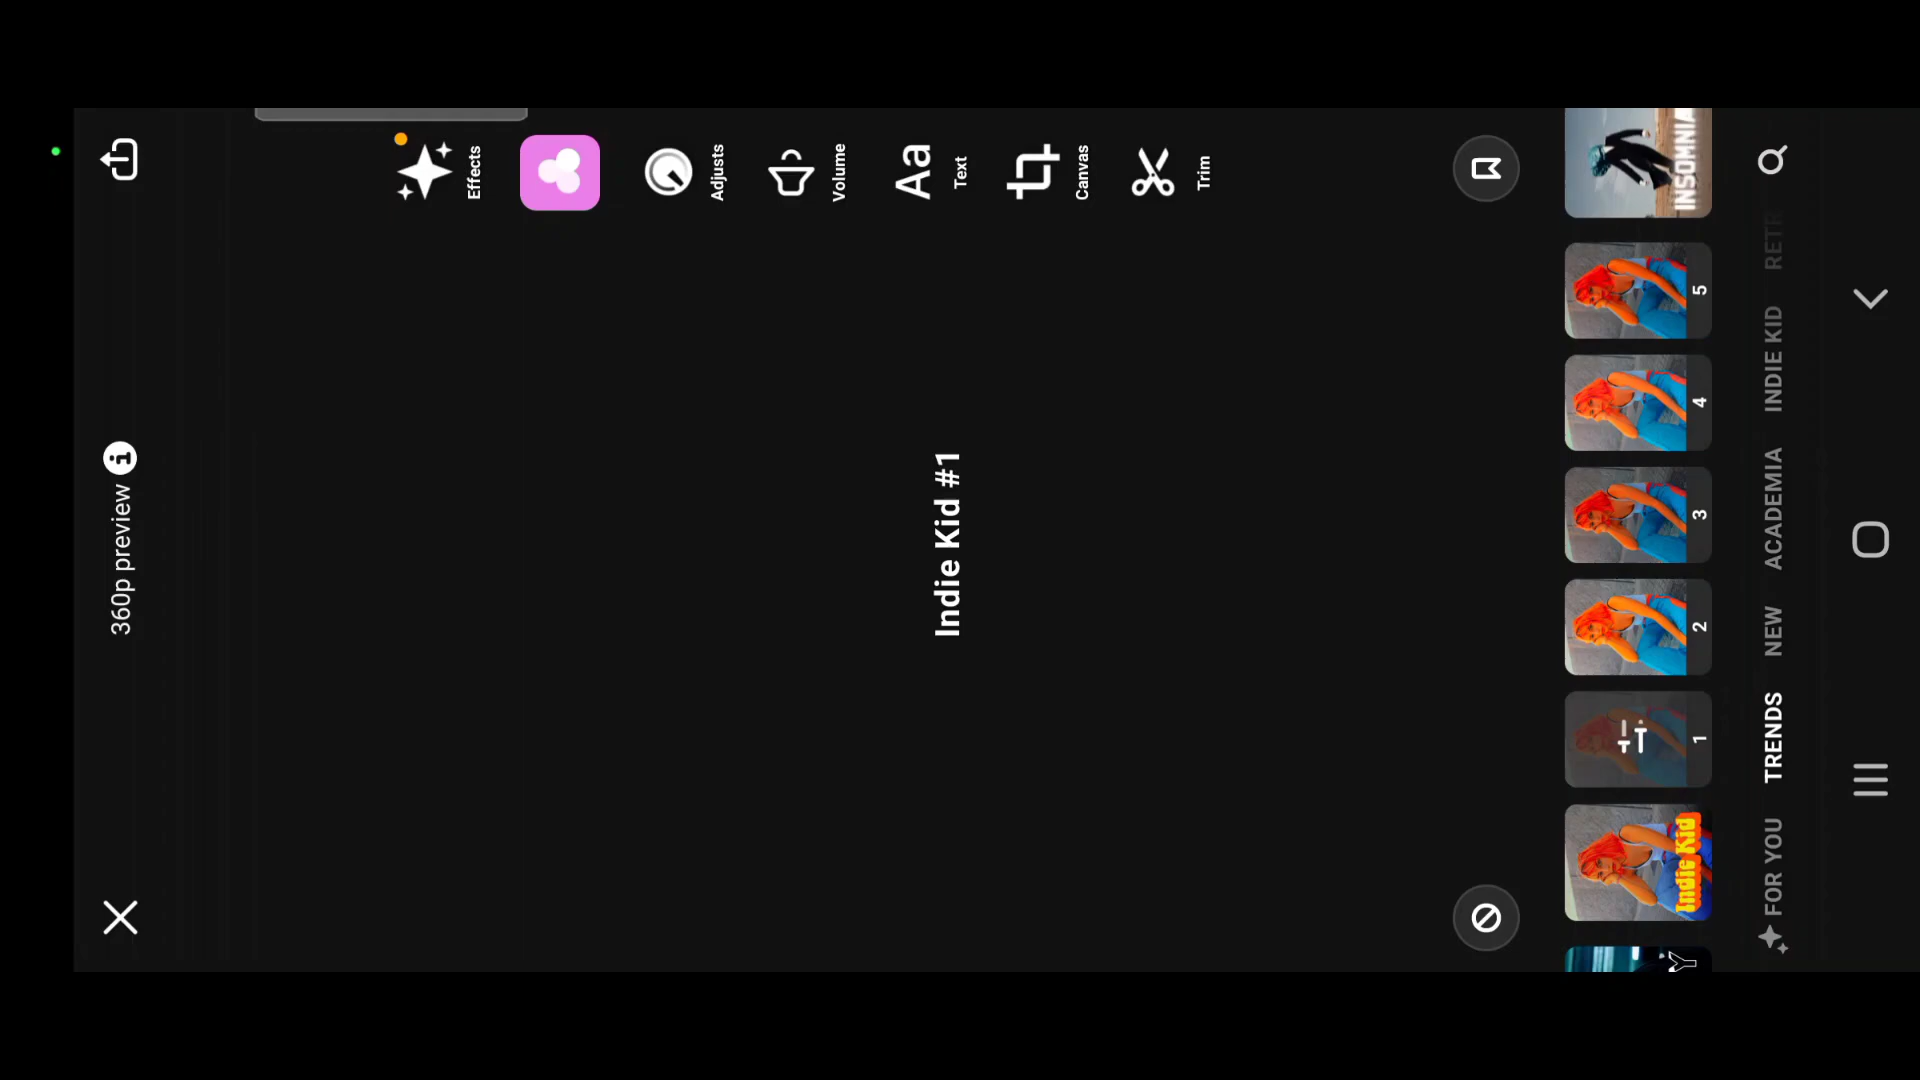 360p preview
Effects
Adjusts
Volume
Text
Canvas
Trim
Indie Kid #1
Indie Kid
1
2
3
4
5
INSOMNIA
FOR YOU
TRENDS
NEW
ACADEMIA
INDIE KID
RETR